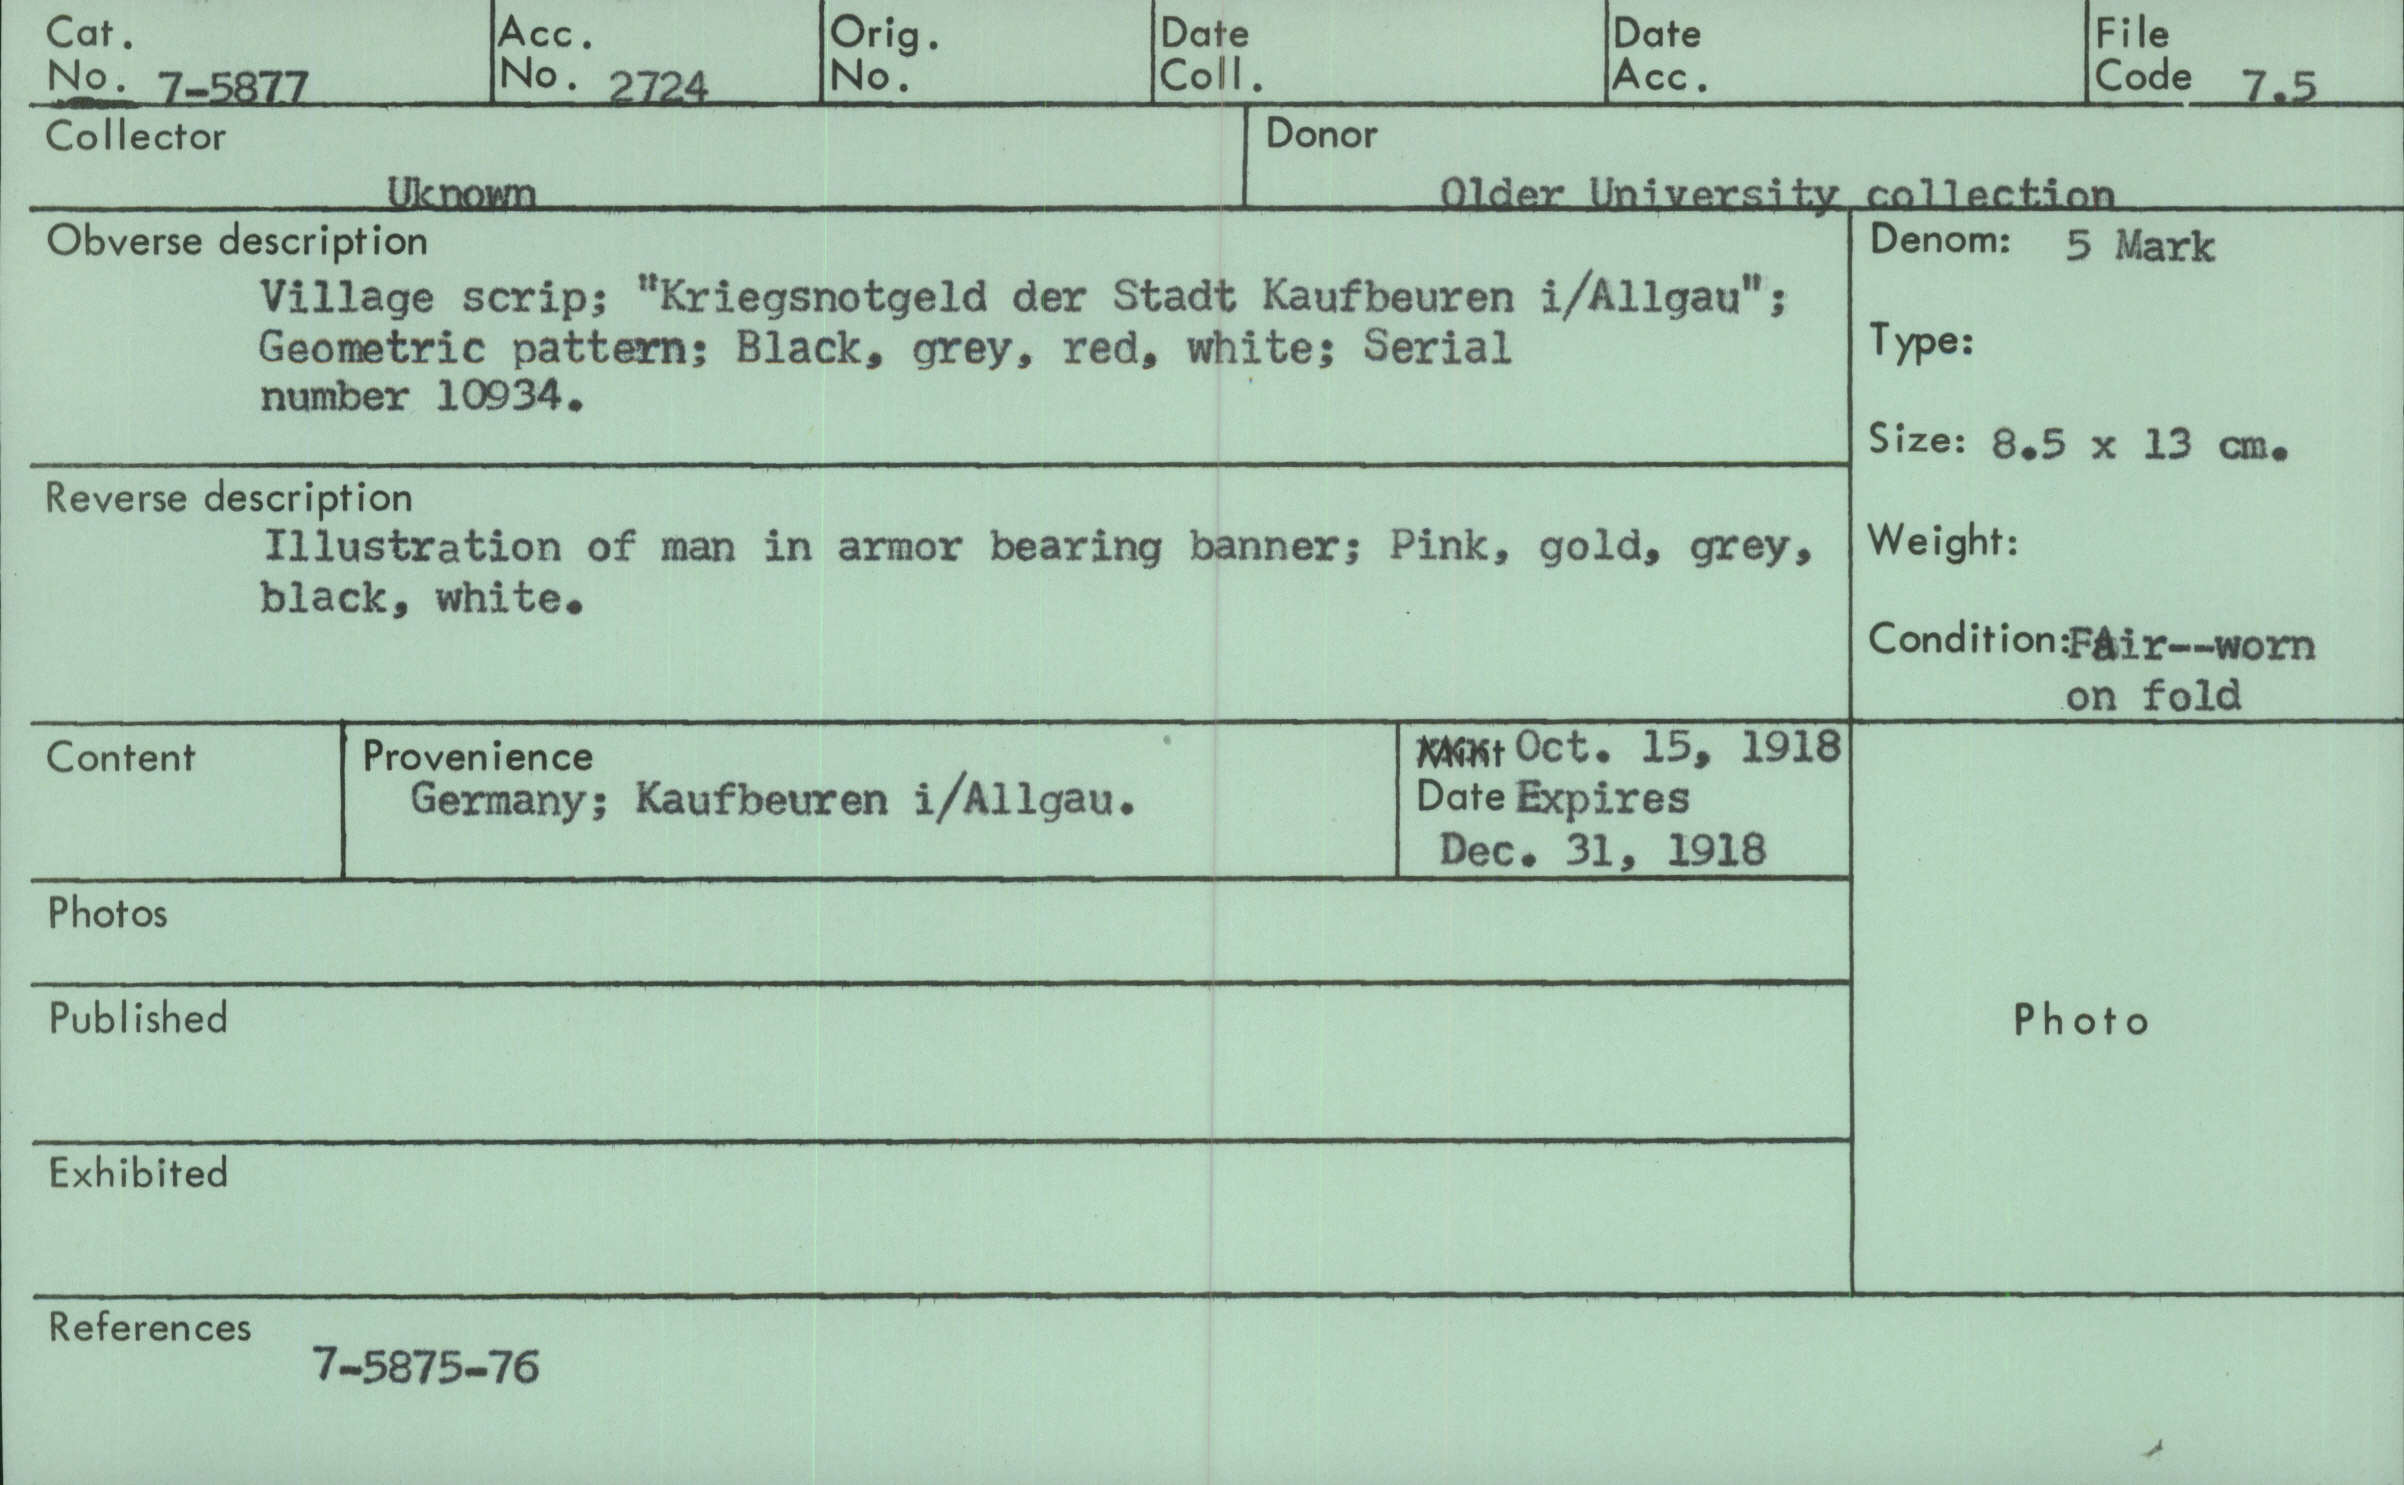 Cat. No. 7-5877
Acc. No. 2724
Orig. No.
Date Coll.
Date Acc.
File Code 7.5
Collector
Uknown
Donor
Older University collection
Obverse description
Village scrip; "Kriegsnotgeld der Stadt Kaufbeuren i/Allgau";
Geometric pattern; Black, grey, red, white; Serial
number 10934.
Denom: 5 Mark
Type:
Size: 8.5 x 13 cm.
Weight:
Condition: FAir--worn
on fold
Reverse description
Illustration of man in armor bearing banner; Pink, gold, grey,
black, white.
Content
Provenience
Germany; Kaufbeuren i/Allgau.
Oct. 15, 1918
Date Expires
Dec. 31, 1918
Photos
Published
Photo
Exhibited
References
7-5875-76